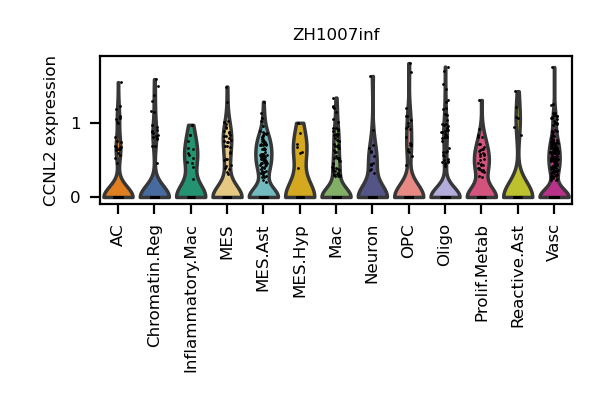 ZH1007inf
CCNL2 expression
1
0
AC
Chromatin.Reg
Inflammatory.Mac
MES
MES.Ast
MES.Hyp
Mac
Neuron
OPC
Oligo
Prolif.Metab
Reactive.Ast
Vasc